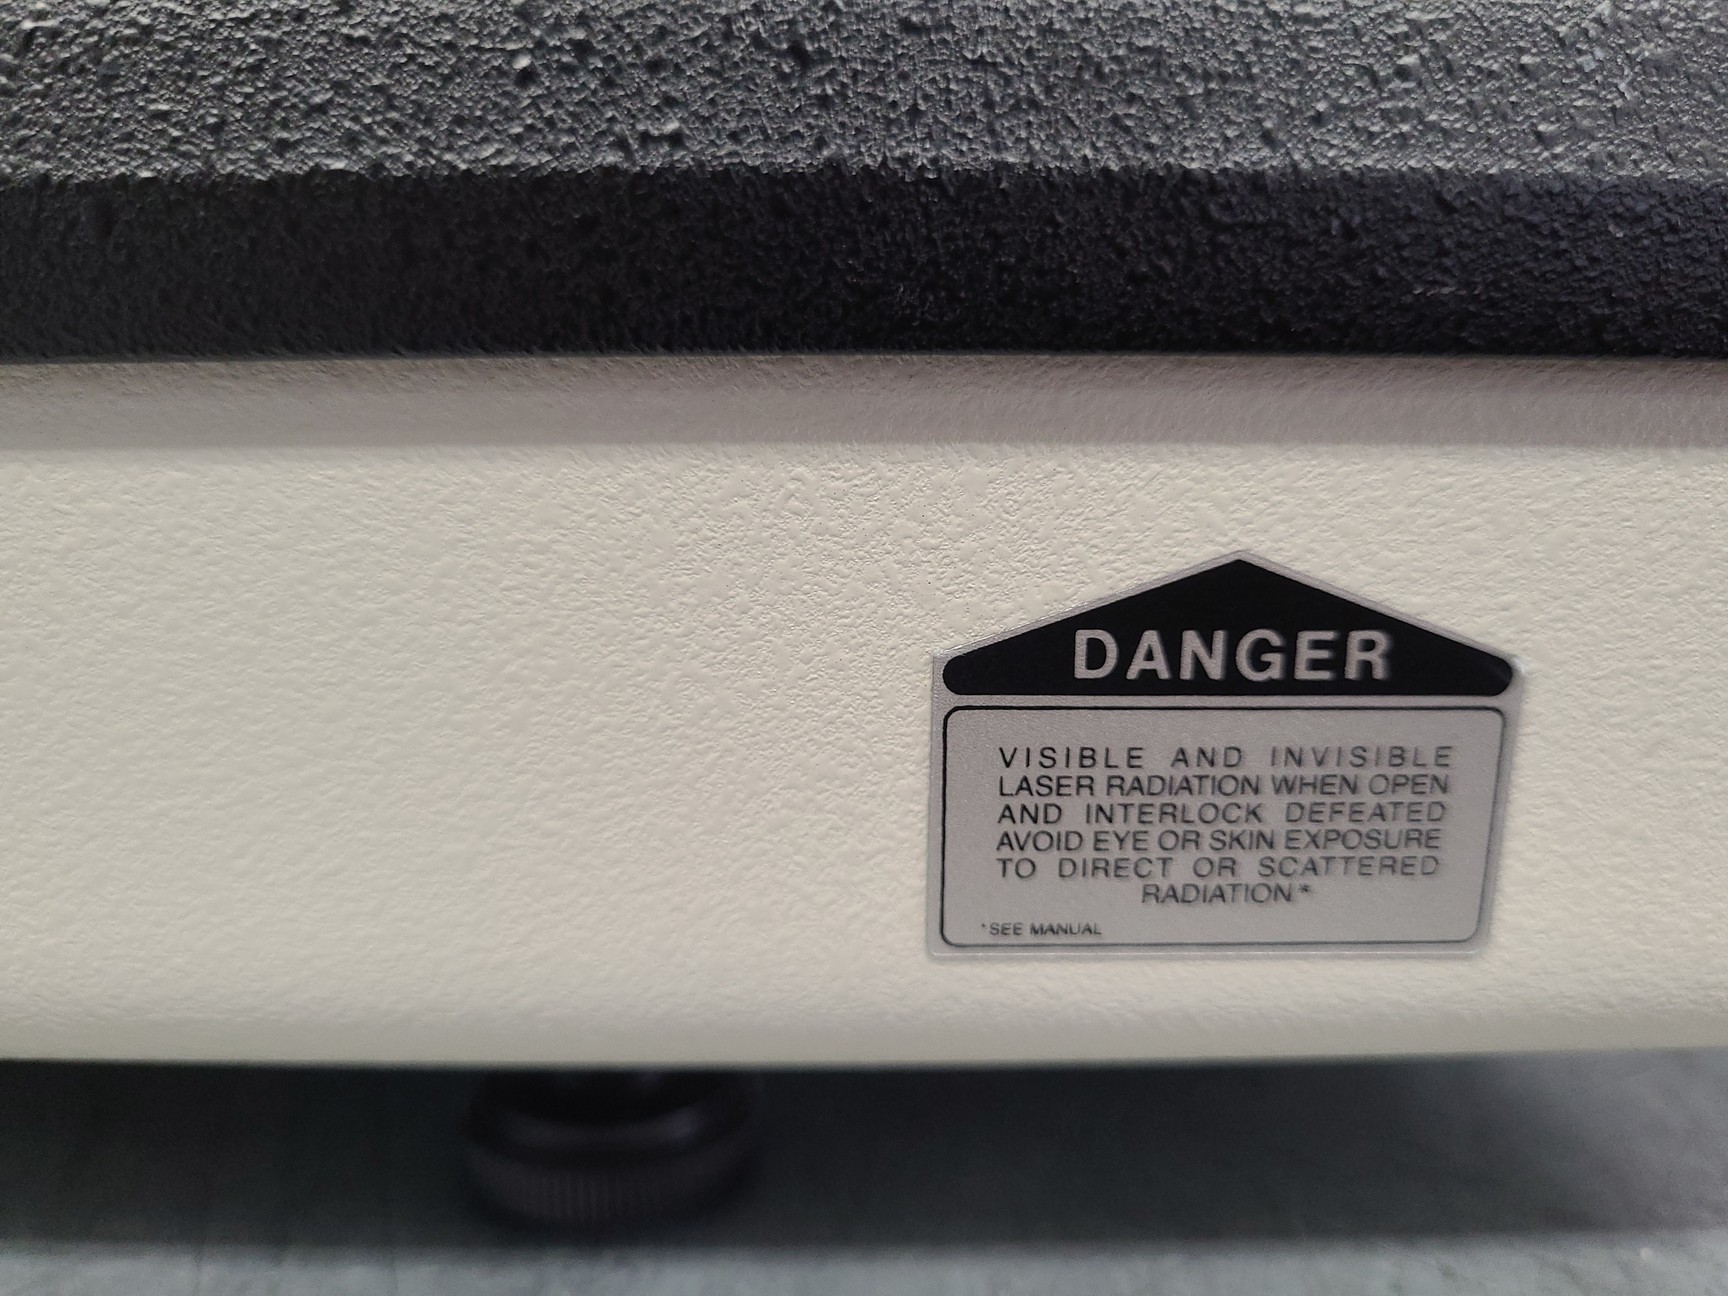 DANGER
VISIBLE AND INVISIBLE
LASER RADIATION WHEN OPEN
AND INTERLOCK DEFEATED
AVOID EYE OR SKIN EXPOSURE
TO DIRECT OR SCATTERED
RADIATION*
*SEE MANUAL